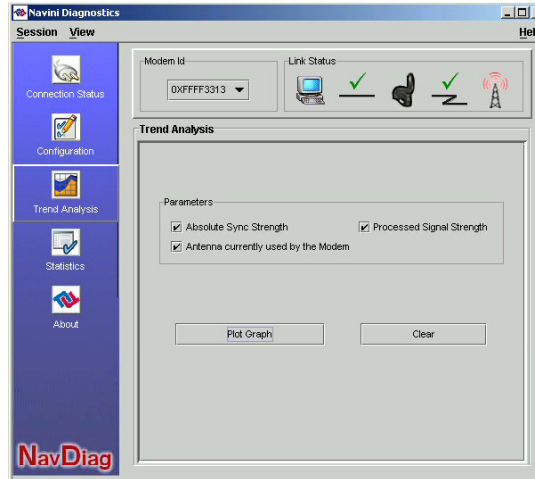 Navini Diagnostics
Session View Hel
Modem Id
Link Status
0XFFFF3313
Connection Status
Configuration
Trend Analysis
Trend Analysis
Parameters
Absolute Sync Strength
Processed Signal Strength
Antenna currently used by the Modem
Statistics
About
Plot Graph
Clear
NavDiag